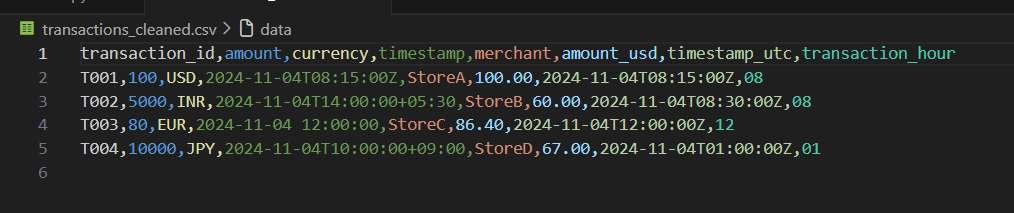 transactions_cleaned.csv > data
1 transaction_id,amount,currency,timestamp,merchant,amount_usd,timestamp_utc,transaction_hour
2 T001,100,USD,2024-11-04T08:15:00Z,StoreA,100.00,2024-11-04T08:15:00Z,08
3 T002,5000,INR,2024-11-04T14:00:00+05:30,StoreB,60.00,2024-11-04T08:30:00Z,08
4 T003,80,EUR,2024-11-04 12:00:00,StoreC,86.40,2024-11-04T12:00:00Z,12
5 T004,10000,JPY,2024-11-04T10:00:00+09:00,StoreD,67.00,2024-11-04T01:00:00Z,01
6